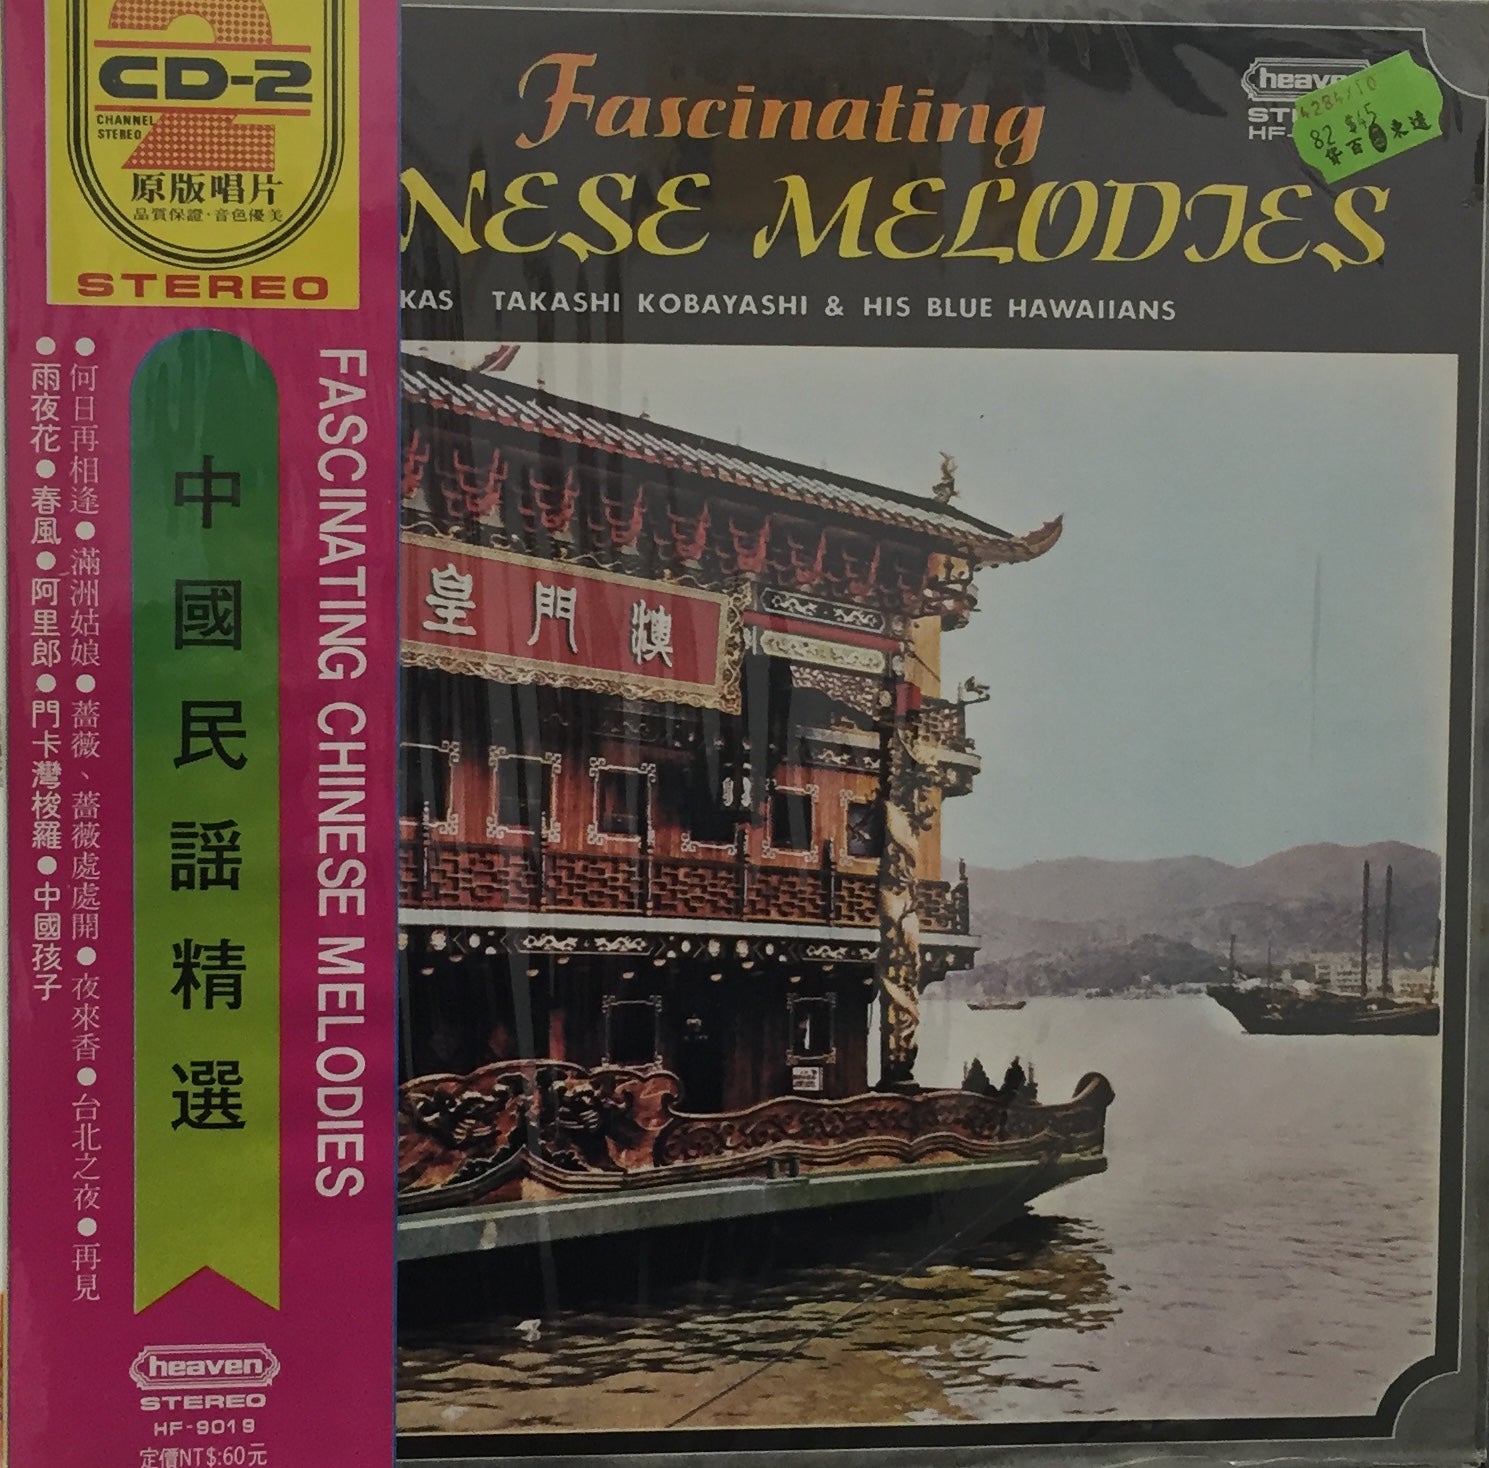 CD-2
CHANNEL
STEREO
2
原版唱片
品質保證·音色優美
STEREO
FASCINATING CHINESE MELODIES
中國民謠精選
●何日再相逢●滿洲姑娘●薔薇、薔薇處處開●夜來香●台北之夜●再見
●雨夜花●春風●阿里郎●門卡灣梭羅●中國孩子
heaven
STEREO
HF-9019
定價NT$:60元
Fascinating
NESE MELODIES
KAS TAKASHI KOBAYASHI & HIS BLUE HAWAIIANS
heave
ST
HF-
4284/10
82 $45
皇門